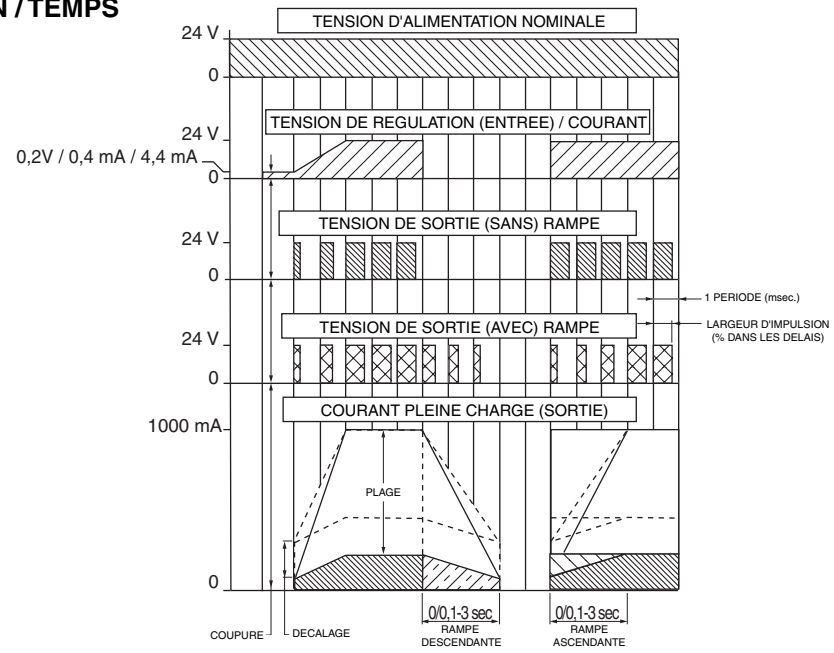 N / TEMPS
TENSION D'ALIMENTATION NOMINALE
24 V
0
TENSION DE REGULATION (ENTREE) / COURANT
24 V
0,2V / 0,4 mA / 4,4 mA
0
TENSION DE SORTIE (SANS) RAMPE
24 V
0
1 PERIODE (msec.)
TENSION DE SORTIE (AVEC) RAMPE
LARGEUR D'IMPULSION
(% DANS LES DELAIS)
24 V
0
COURANT PLEINE CHARGE (SORTIE)
1000 mA
PLAGE
0
0/0,1-3 sec
0/0,1-3 sec
COUPURE
DECALAGE
RAMPE
DESCENDANTE
RAMPE
ASCENDANTE